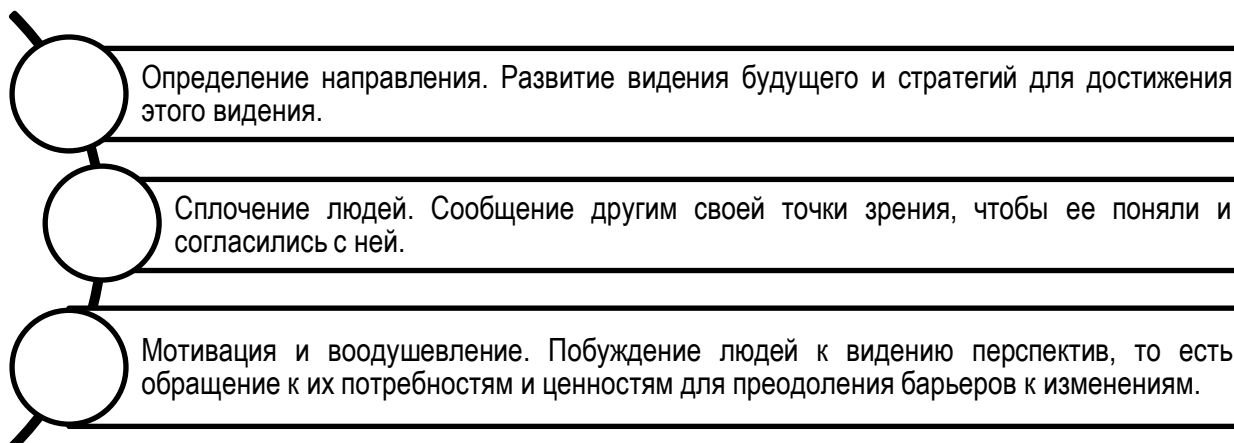 Определение направления. Развитие видения будущего и стратегий для достижения
этого видения.
Сплочение людей. Сообщение другим своей точки зрения, чтобы ее поняли и
согласились с ней.
Мотивация и воодушевление. Побуждение людей к видению перспектив, то есть
обращение к их потребностям и ценностям для преодоления барьеров к изменениям.